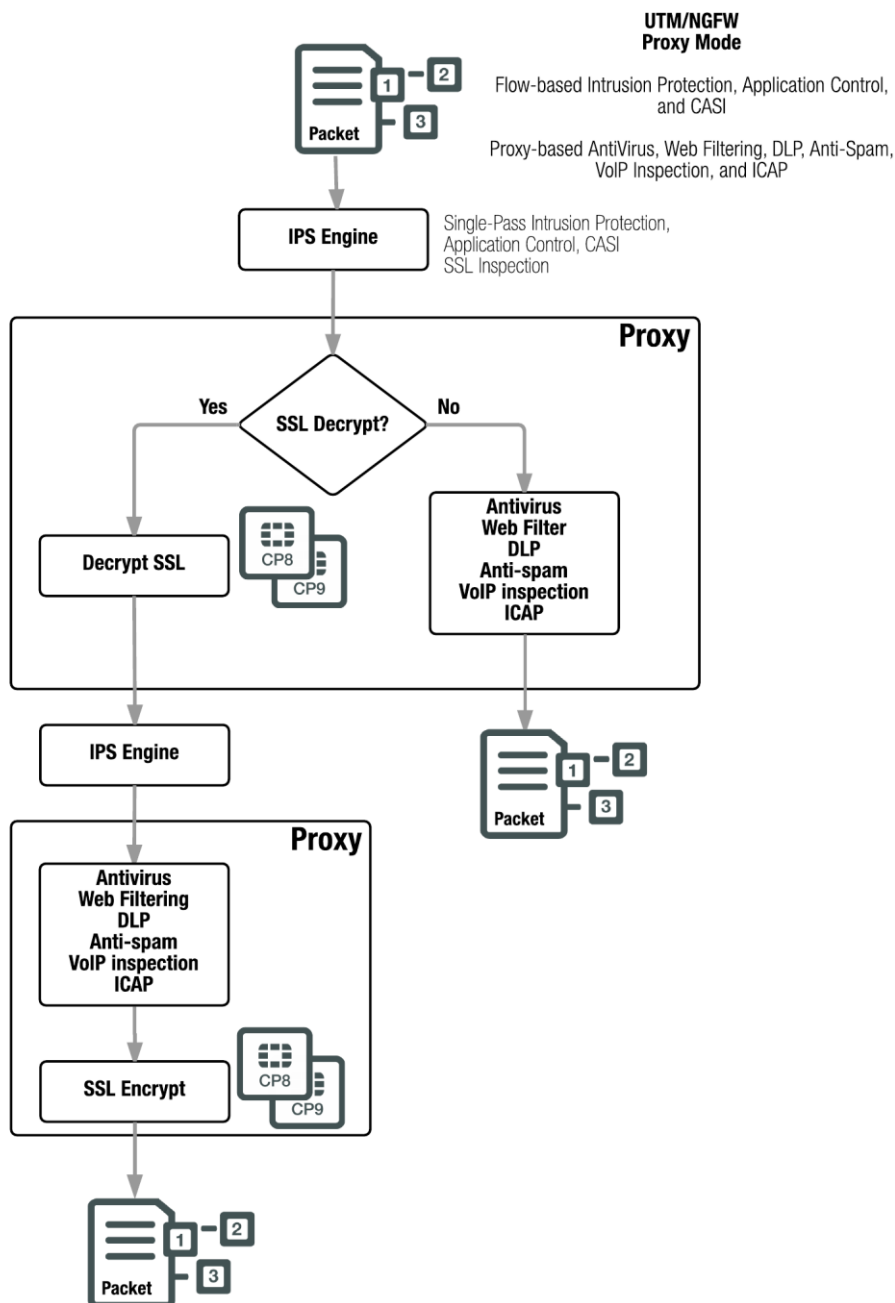 UTM/NGFW
Proxy Mode
Flow-based Intrusion Protection, Application Control,
and CASI
Proxy-based AntiVirus, Web Filtering, DLP, Anti-Spam,
VoIP Inspection, and ICAP
1
2
3
Packet
IPS Engine
Single-Pass Intrusion Protection,
Application Control, CASI
SSL Inspection
Proxy
Yes
SSL Decrypt?
No
Decrypt SSL
CP8
CP9
Antivirus
Web Filter
DLP
Anti-spam
VoIP inspection
ICAP
IPS Engine
1
2
3
Packet
Proxy
Antivirus
Web Filtering
DLP
Anti-spam
VoIP inspection
ICAP
SSL Encrypt
CP8
CP9
1
2
3
Packet